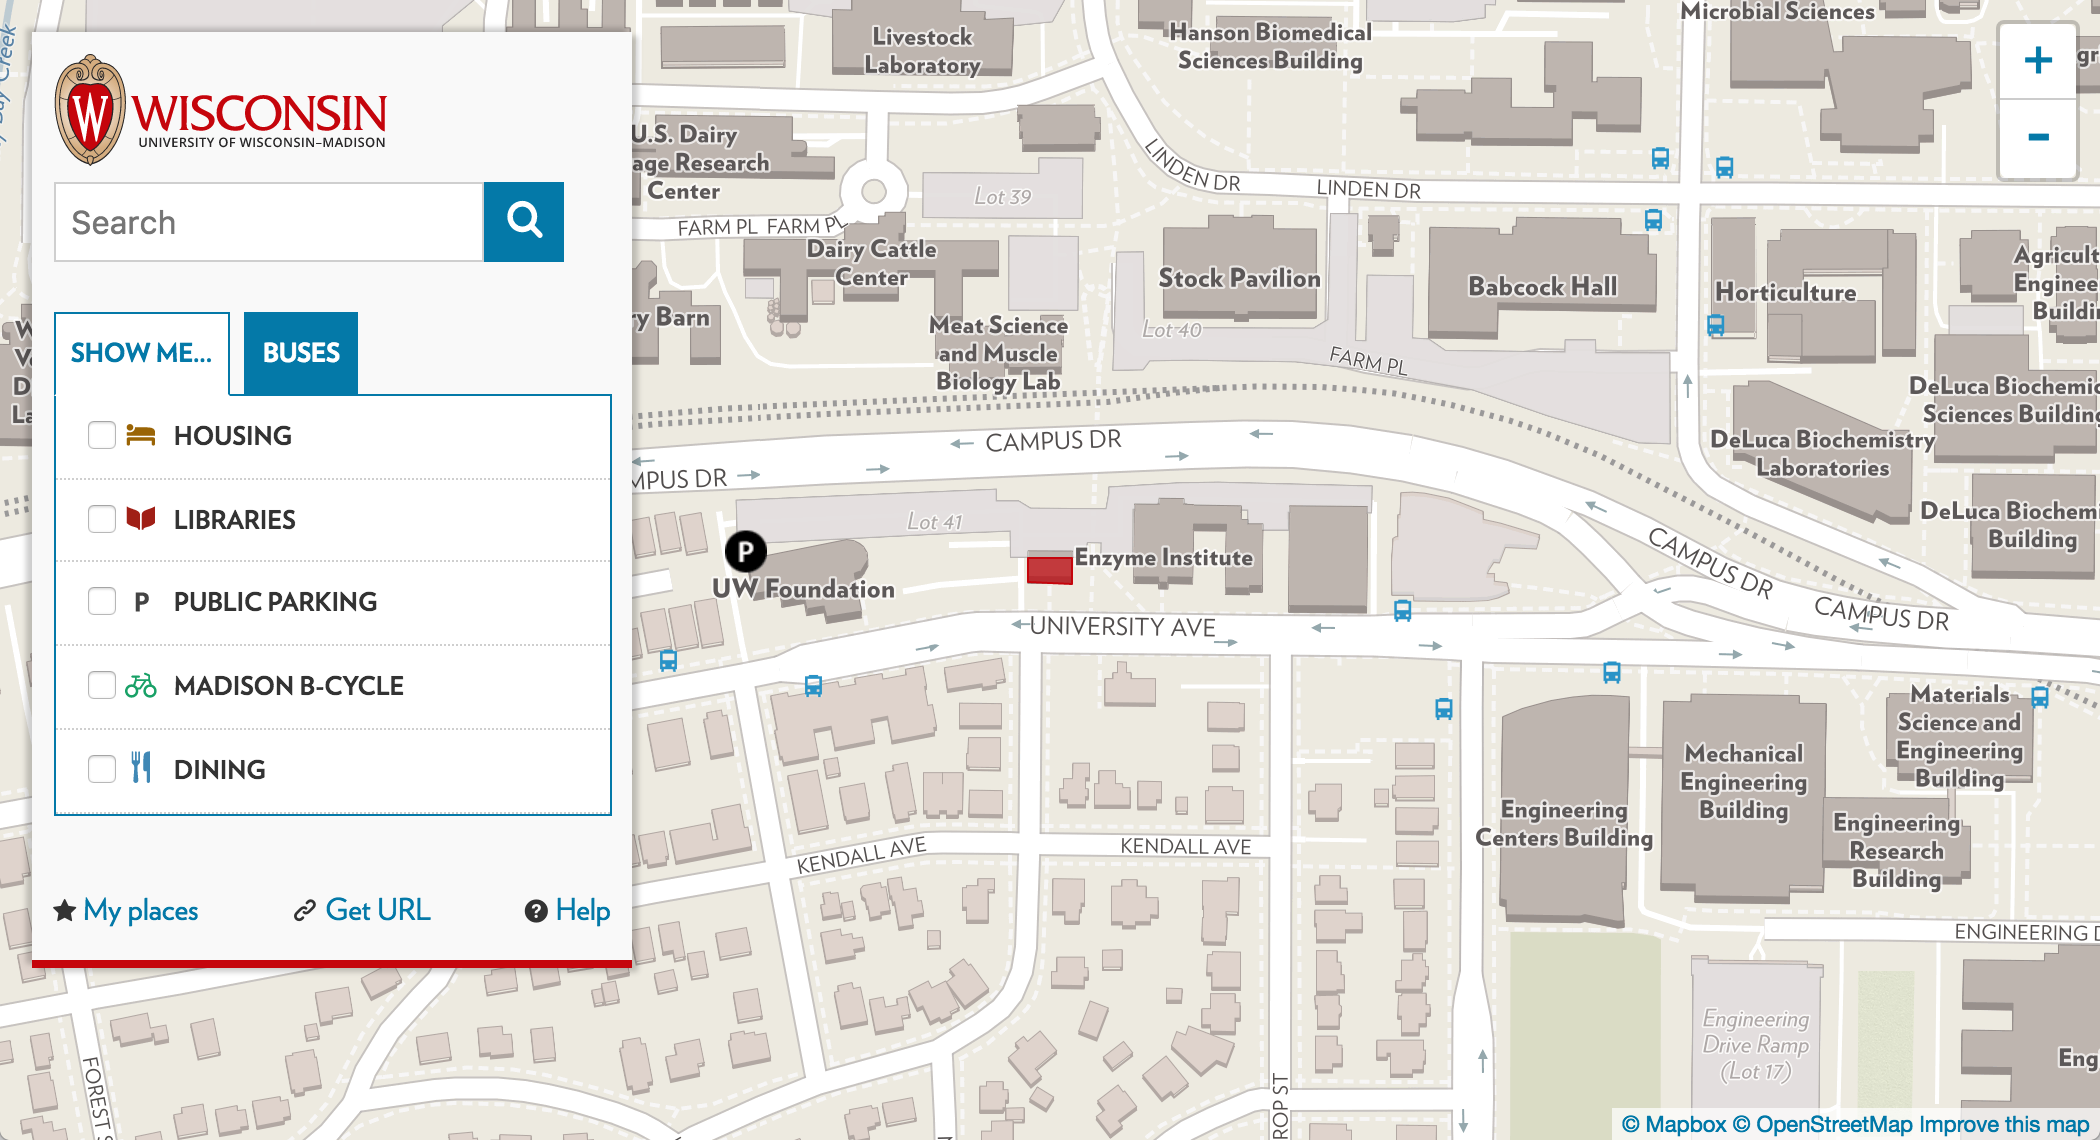 W
WISCONSIN
UNIVERSITY OF WISCONSIN–MADISON
Search
SHOW ME...
BUSES
HOUSING
LIBRARIES
P
PUBLIC PARKING
MADISON B-CYCLE
DINING
My places
Get URL
? Help
Livestock
Laboratory
Hanson Biomedical
Sciences Building
Microbial Sciences
+
-
U.S. Dairy
age Research
Center
Lot 39
LINDEN DR
LINDEN DR
FARM PL
FARM PL
Dairy Cattle
Center
Stock Pavilion
Babcock Hall
Horticulture
Agricult
Enginee
Buildi
ry Barn
Meat Science
and Muscle
Biology Lab
Lot 40
FARM PL
DeLuca Biochemic
Sciences Building
DeLuca Biochemistry
Laboratories
CAMPUS DR
MPUS DR
Lot 41
P
UW Foundation
Enzyme Institute
DeLuca Biochemi
Building
CAMPUS DR
CAMPUS DR
UNIVERSITY AVE
Materials
Science and
Engineering
Building
Mechanical
Engineering
Building
Engineering
Centers Building
Engineering
Research
Building
KENDALL AVE
KENDALL AVE
ENGINEERING D
Engineering
Drive Ramp
(Lot 17)
Eng
FOREST S
ROP ST
© Mapbox © OpenStreetMap Improve this map